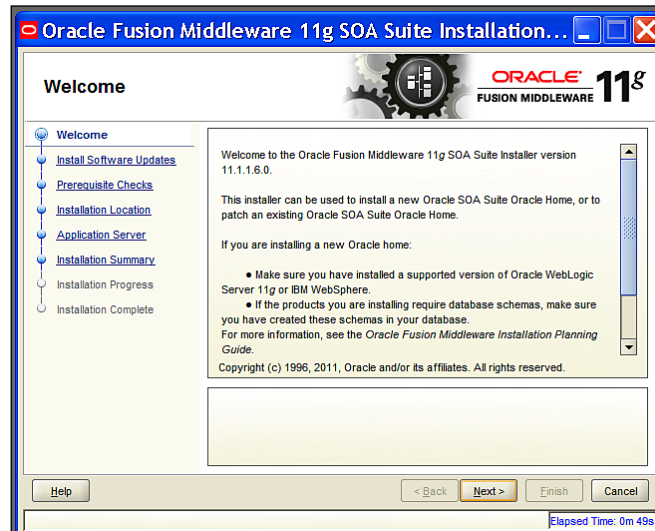 Oracle Fusion Middleware 11g SOA Suite Installation...
Welcome
ORACLE
FUSION MIDDLEWARE 11g
Welcome
Install Software Updates
Prerequisite Checks
Installation Location
Application Server
Installation Summary
Installation Progress
Installation Complete
Welcome to the Oracle Fusion Middleware 11g SOA Suite Installer version
11.1.1.6.0.
This installer can be used to install a new Oracle SOA Suite Oracle Home, or to
patch an existing Oracle SOA Suite Oracle Home.
If you are installing a new Oracle home:
● Make sure you have installed a supported version of Oracle WebLogic
Server 11g or IBM WebSphere.
● If the products you are installing require database schemas, make sure
you have created these schemas in your database.
For more information, see the Oracle Fusion Middleware Installation Planning
Guide.
Copyright (c) 1996, 2011, Oracle and/or its affiliates. All rights reserved.
Help
< Back
Next >
Finish
Cancel
Elapsed Time: 0m 49s